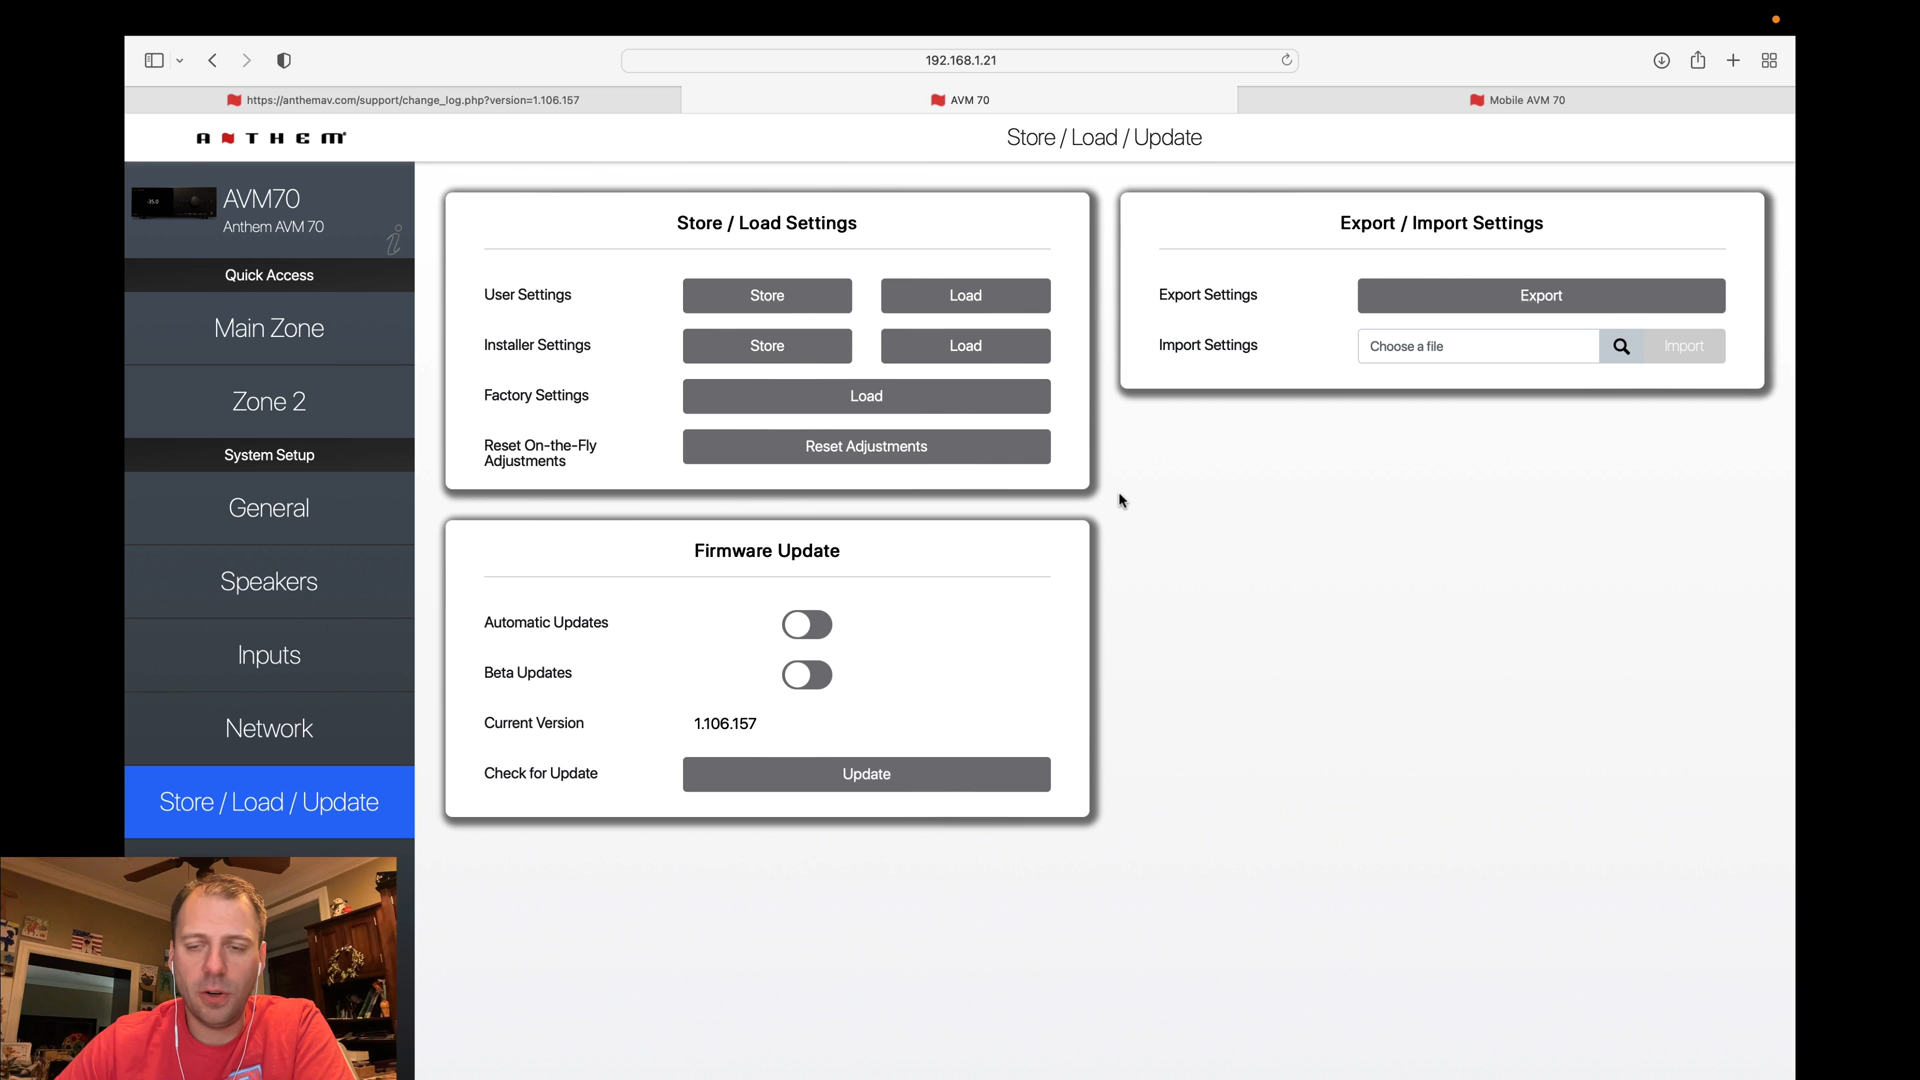 192.168.1.21
https://anthemav.com/support/change_log.php?version=1.106.157
AVM 70
Mobile AVM 70
ANTHEM
Store / Load / Update
-35.0
AVM70
Anthem AVM 70
Quick Access
Main Zone
Zone 2
System Setup
General
Speakers
Inputs
Network
Store / Load / Update
Store / Load Settings
User Settings
Store
Load
Installer Settings
Store
Load
Factory Settings
Load
Reset On-the-Fly
Adjustments
Reset Adjustments
Export / Import Settings
Export Settings
Export
Import Settings
Choose a file
Import
Firmware Update
Automatic Updates
Beta Updates
Current Version
1.106.157
Check for Update
Update